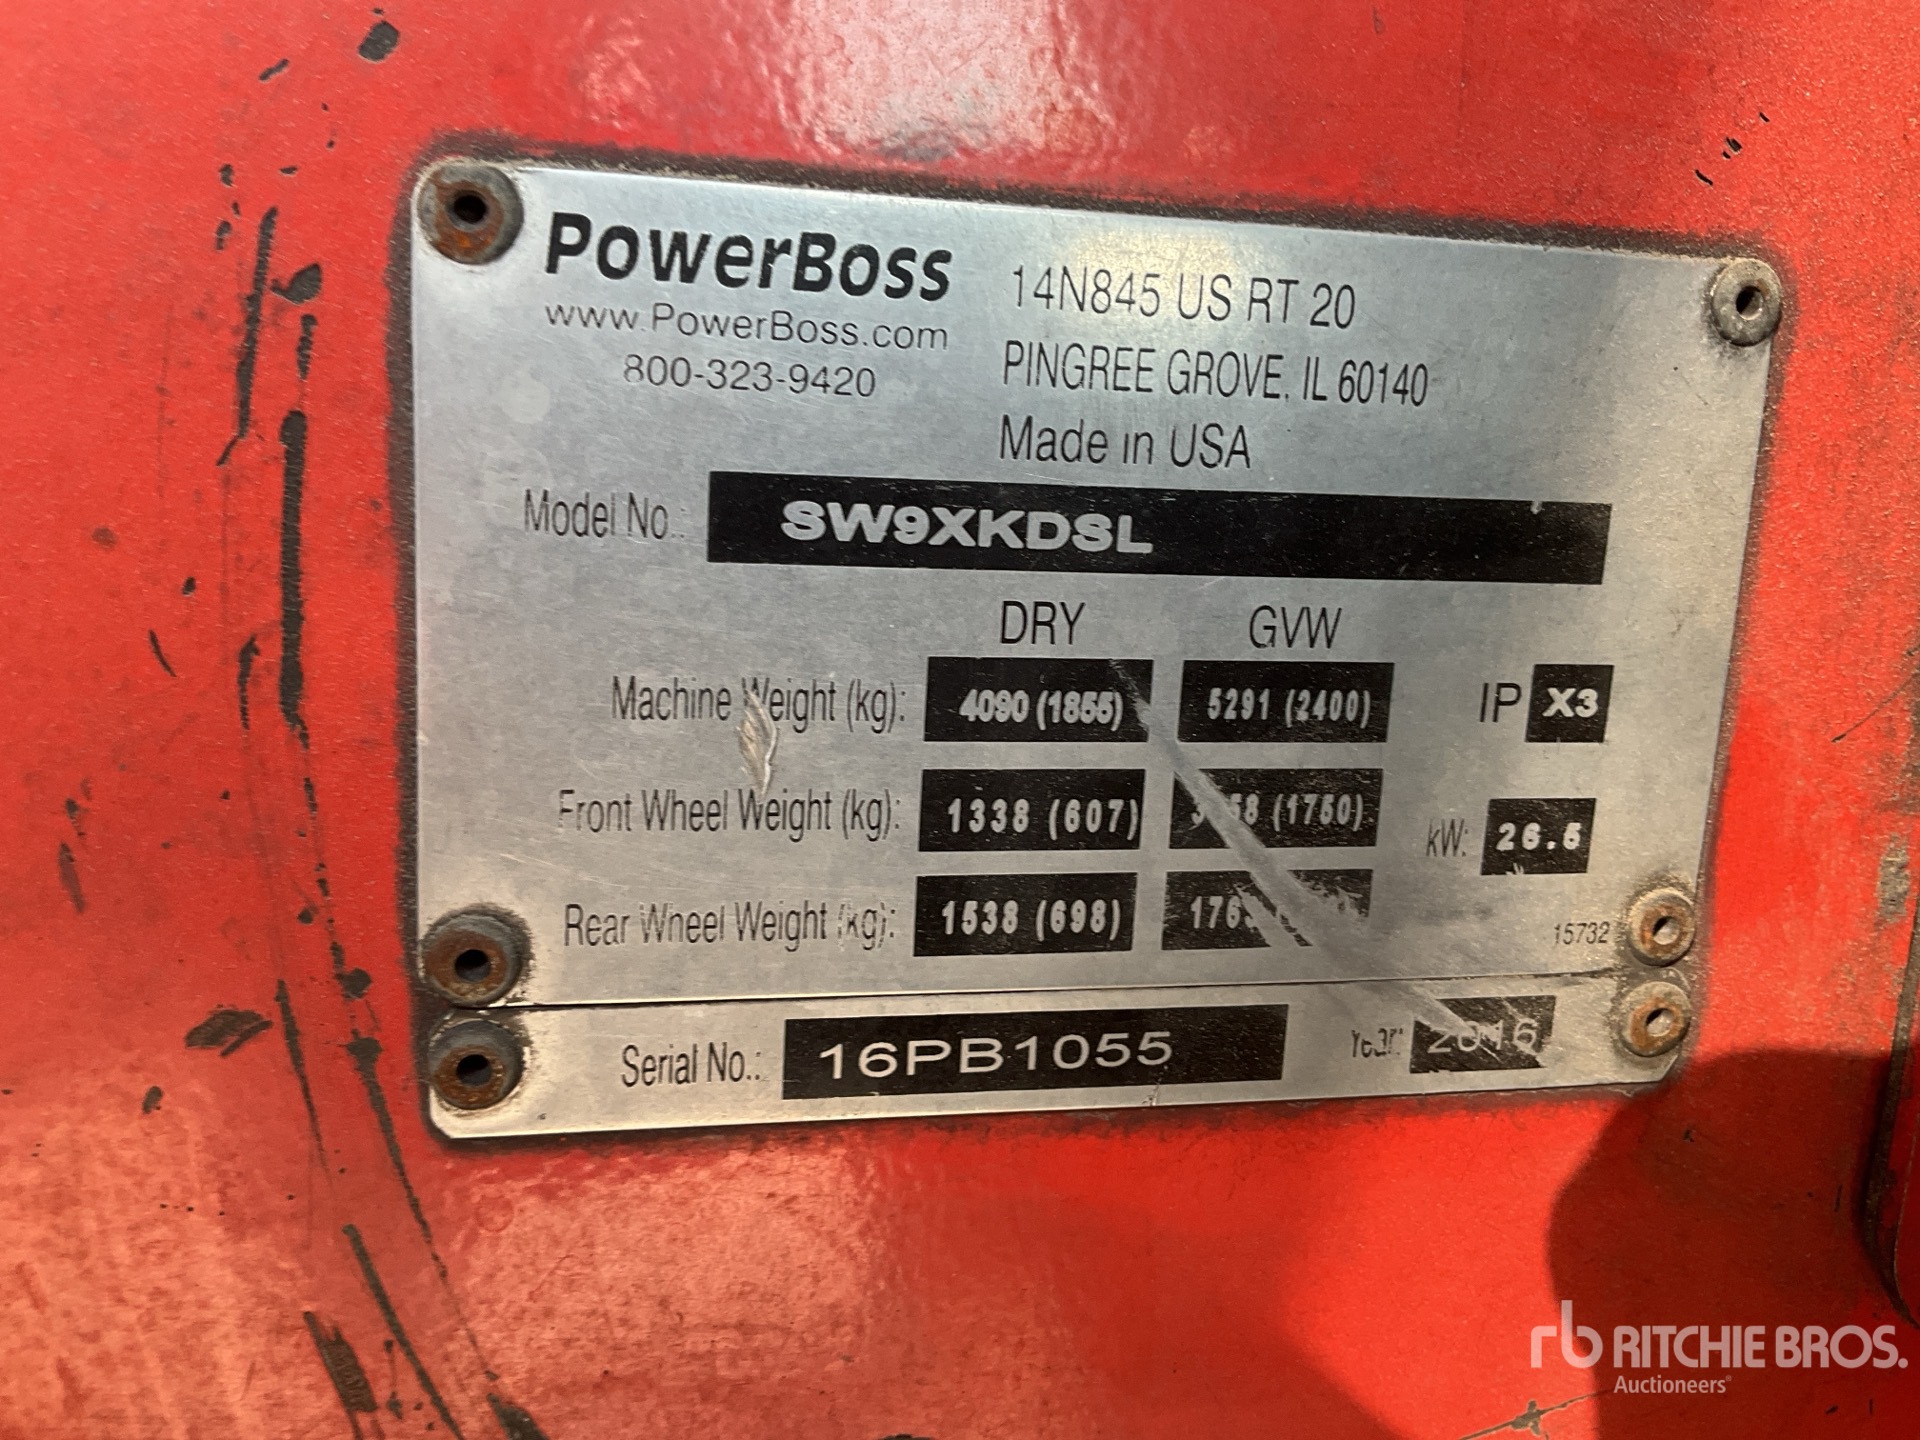 PowerBoss
www.PowerBoss.com
800-323-9420
14N845 US RT 20
PINGREE GROVE, IL 60140
Made in USA
Model No.: SW9XKDSL
DRY GVW
Machine Weight (kg): 4090 (1855) 5291 (2400) IP X3
Front Wheel Weight (kg): 1338 (607) (1750) kW: 26.5
Rear Wheel Weight (kg): 1538 (698)
15732
Serial No.: 16PB1055 Year: 2016
rb RITCHIE BROS.
Auctioneers